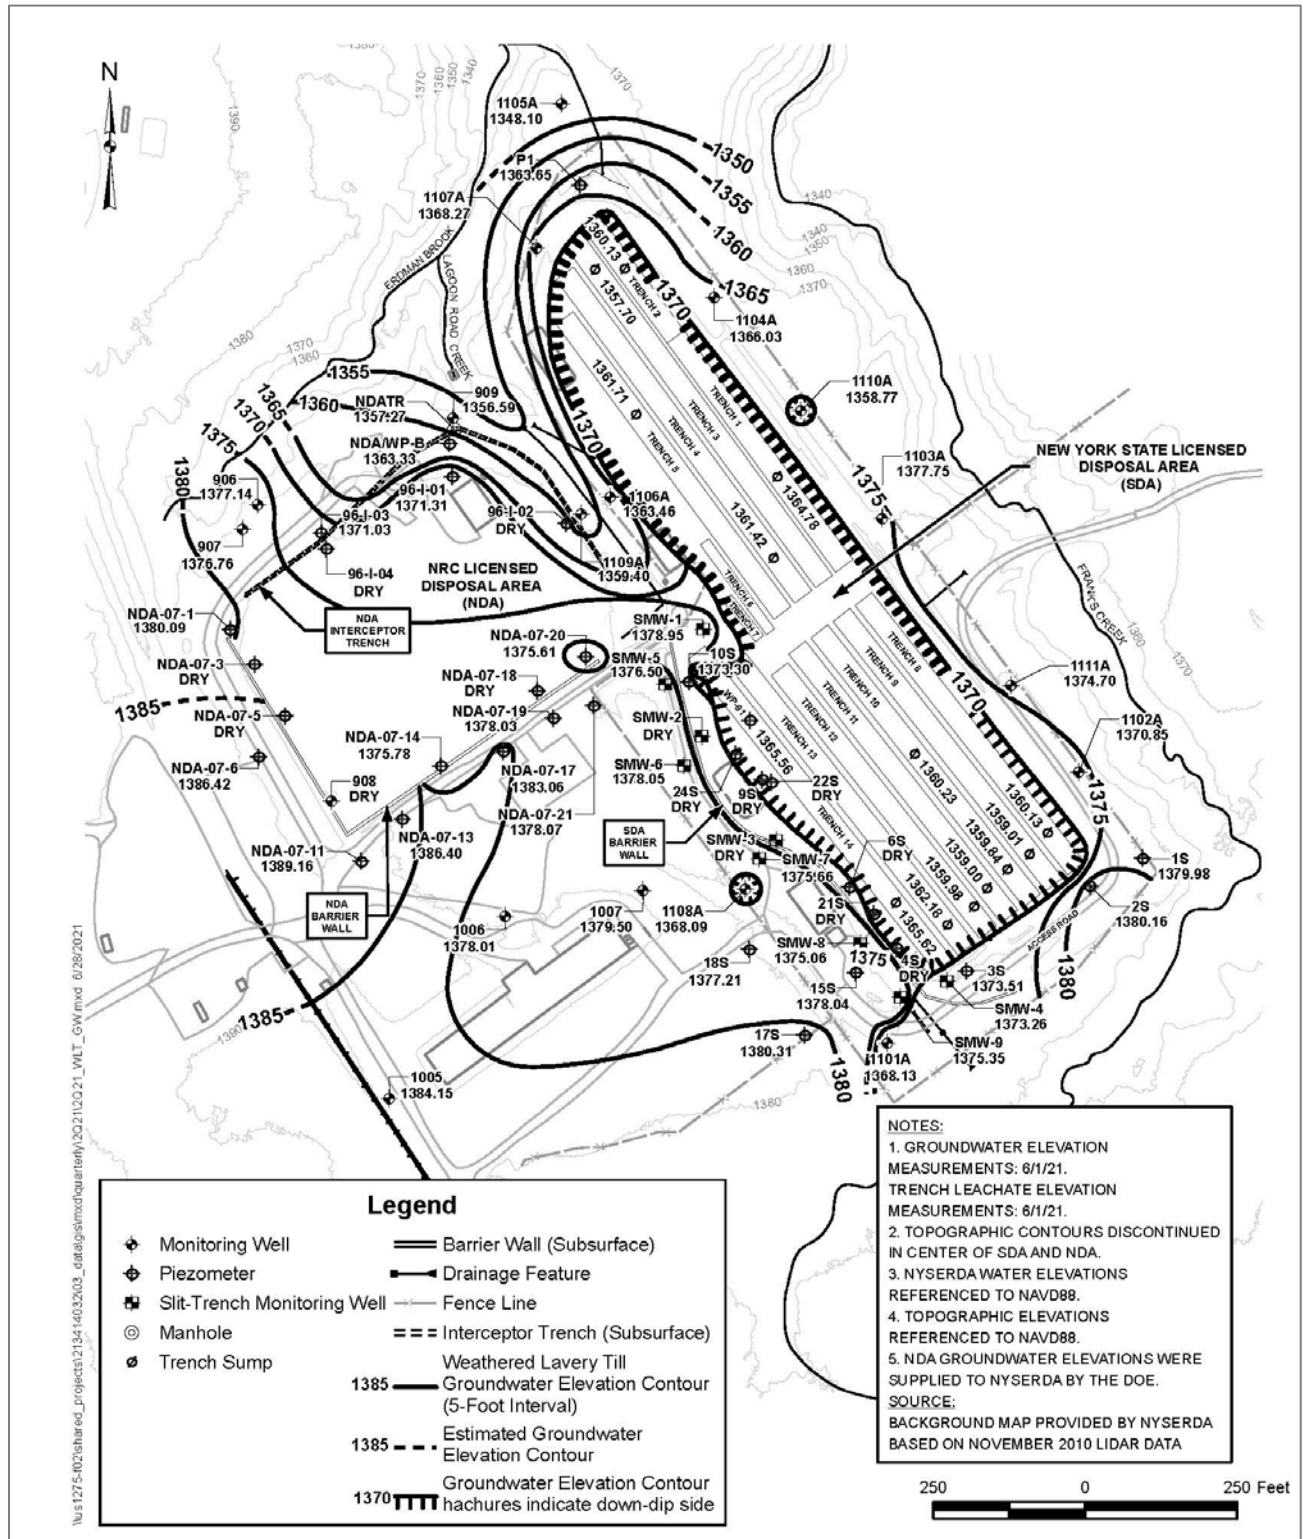 N
1105A
1348.10
P1
1363.65
1107A
1368.27
1350
1355
1360
1365
1104A
1366.03
ERDMAN BROOK
LAGOON ROAD CREEK
1360.13
TRENCH 2
1357.70
1370
1370
1361.71
TRENCH 5
TRENCH 4
TRENCH 3
TRENCH 1
1110A
1358.77
1103A
1377.75
1375
NEW YORK STATE LICENSED
DISPOSAL AREA
(SDA)
1364.78
1361.42
TRENCH 6
TRENCH 7
1355
1360
1365
1370
1375
1380
909
1356.59
NDATR
1357.27
NDA/WP-B
1363.33
906
1377.14
96-I-01
1371.31
96-I-03
1371.03
96-I-02
DRY
1106A
1363.46
907
1376.76
96-I-04
DRY
1109A
1359.40
NRC LICENSED
DISPOSAL AREA
(NDA)
NDA
INTERCEPTOR
TRENCH
NDA-07-1
1380.09
NDA-07-3
DRY
NDA-07-20
1375.61
SMW-1
1378.95
SMW-5
1376.50
10S
1373.30
FRANKS CREEK
1385
NDA-07-5
DRY
NDA-07-18
DRY
NDA-07-19
1378.03
SMW-2
DRY
WP-91
1365.56
TRENCH 8
TRENCH 9
TRENCH 10
TRENCH 11
TRENCH 12
TRENCH 13
TRENCH 14
1370
1111A
1374.70
1102A
1370.85
NDA-07-6
1386.42
NDA-07-14
1375.78
NDA-07-17
1383.06
SMW-6
1378.05
24S
DRY
9S
DRY
22S
DRY
1360.23
1360.13
1359.01
1359.84
1359.00
1359.98
1362.18
1365.62
1375
908
DRY
NDA-07-21
1378.07
NDA-07-13
1386.40
NDA-07-11
1389.16
SDA
BARRIER
WALL
SMW-3
DRY
SMW-7
1375.66
6S
DRY
1S
1379.98
2S
1380.16
NDA
BARRIER
WALL
1006
1378.01
1007
1379.50
1108A
1368.09
21S
DRY
ACCESS ROAD
SMW-8
1375.06
1375
4S
DRY
18S
1377.21
15S
1378.04
3S
1373.51
1380
SMW-4
1373.26
1385
17S
1380.31
1380
1101A
1368.13
SMW-9
1375.35
1005
1384.15
Legend
Monitoring Well
Piezometer
Slit-Trench Monitoring Well
Manhole
Trench Sump
Barrier Wall (Subsurface)
Drainage Feature
Fence Line
Interceptor Trench (Subsurface)
Weathered Lavery Till
1385 Groundwater Elevation Contour
(5-Foot Interval)
1385 Estimated Groundwater
Elevation Contour
1370 Groundwater Elevation Contour
hachures indicate down-dip side
NOTES:
1. GROUNDWATER ELEVATION
MEASUREMENTS: 6/1/21.
TRENCH LEACHATE ELEVATION
MEASUREMENTS: 6/1/21.
2. TOPOGRAPHIC CONTOURS DISCONTINUED
IN CENTER OF SDA AND NDA.
3. NYSERDA WATER ELEVATIONS
REFERENCED TO NAVD88.
4. TOPOGRAPHIC ELEVATIONS
REFERENCED TO NAVD88.
5. NDA GROUNDWATER ELEVATIONS WERE
SUPPLIED TO NYSERDA BY THE DOE.
SOURCE:
BACKGROUND MAP PROVIDED BY NYSERDA
BASED ON NOVEMBER 2010 LIDAR DATA
250 0 250 Feet
\\us1275-f02\shared_projects\213414032\03_data\gis\mxd\quarterly\2Q21\2Q21_WLT_GW.mxd 6/28/2021